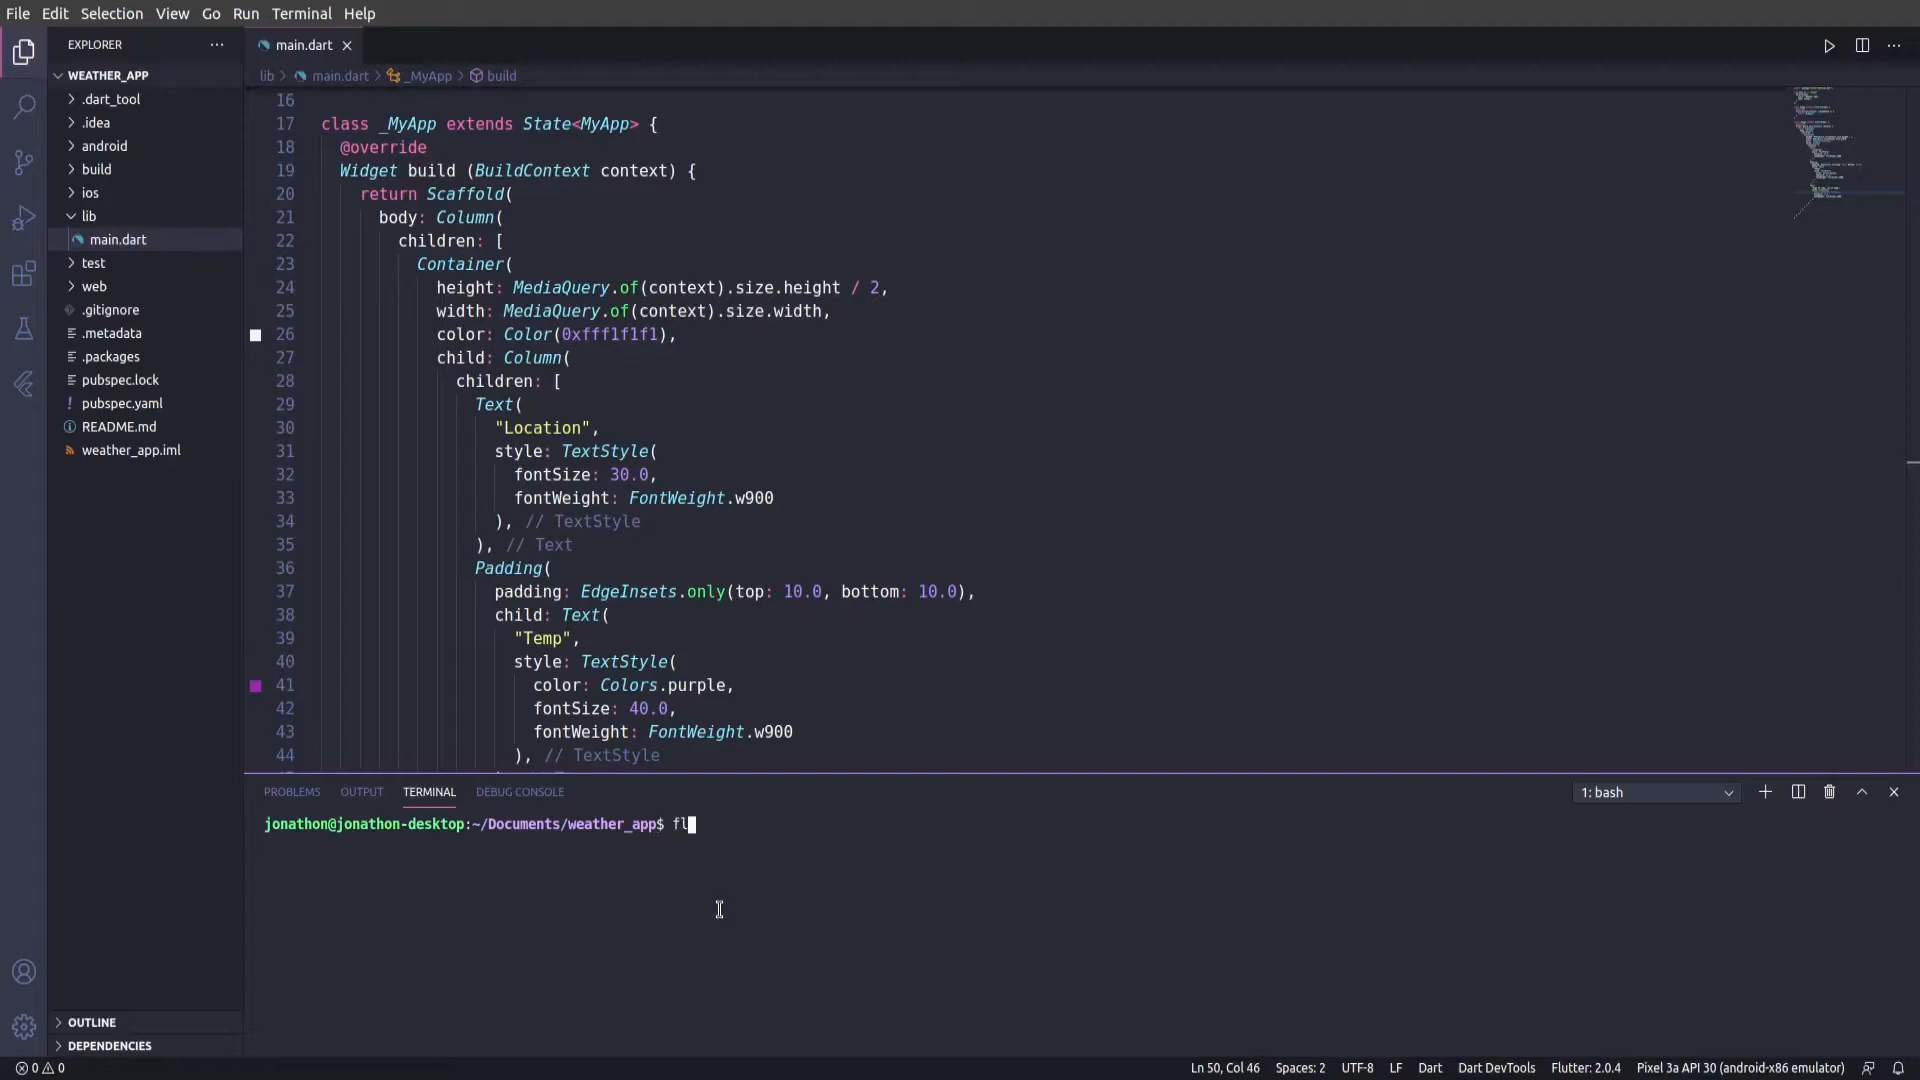 File Edit Selection View Go Run Terminal Help
EXPLORER
WEATHER_APP
.dart_tool
.idea
android
build
ios
lib
main.dart
test
web
.gitignore
.metadata
.packages
pubspec.lock
! pubspec.yaml
README.md
weather_app.iml
OUTLINE
DEPENDENCIES
main.dart
lib > main.dart > _MyApp > build
16
17 class _MyApp extends State<MyApp> {
18 @override
19 Widget build (BuildContext context) {
20 return Scaffold(
21 body: Column(
22 children: [
23 Container(
24 height: MediaQuery.of(context).size.height / 2,
25 width: MediaQuery.of(context).size.width,
26 color: Color(0xfff1f1f1),
27 child: Column(
28 children: [
29 Text(
30 "Location",
31 style: TextStyle(
32 fontSize: 30.0,
33 fontWeight: FontWeight.w900
34 ), // TextStyle
35 ), // Text
36 Padding(
37 padding: EdgeInsets.only(top: 10.0, bottom: 10.0),
38 child: Text(
39 "Temp",
40 style: TextStyle(
41 color: Colors.purple,
42 fontSize: 40.0,
43 fontWeight: FontWeight.w900
44 ), // TextStyle
PROBLEMS OUTPUT TERMINAL DEBUG CONSOLE 1: bash
jonathon@jonathon-desktop:~/Documents/weather_app$ fl
0 0 Ln 50, Col 46 Spaces: 2 UTF-8 LF Dart Dart DevTools Flutter: 2.0.4 Pixel 3a API 30 (android-x86 emulator)